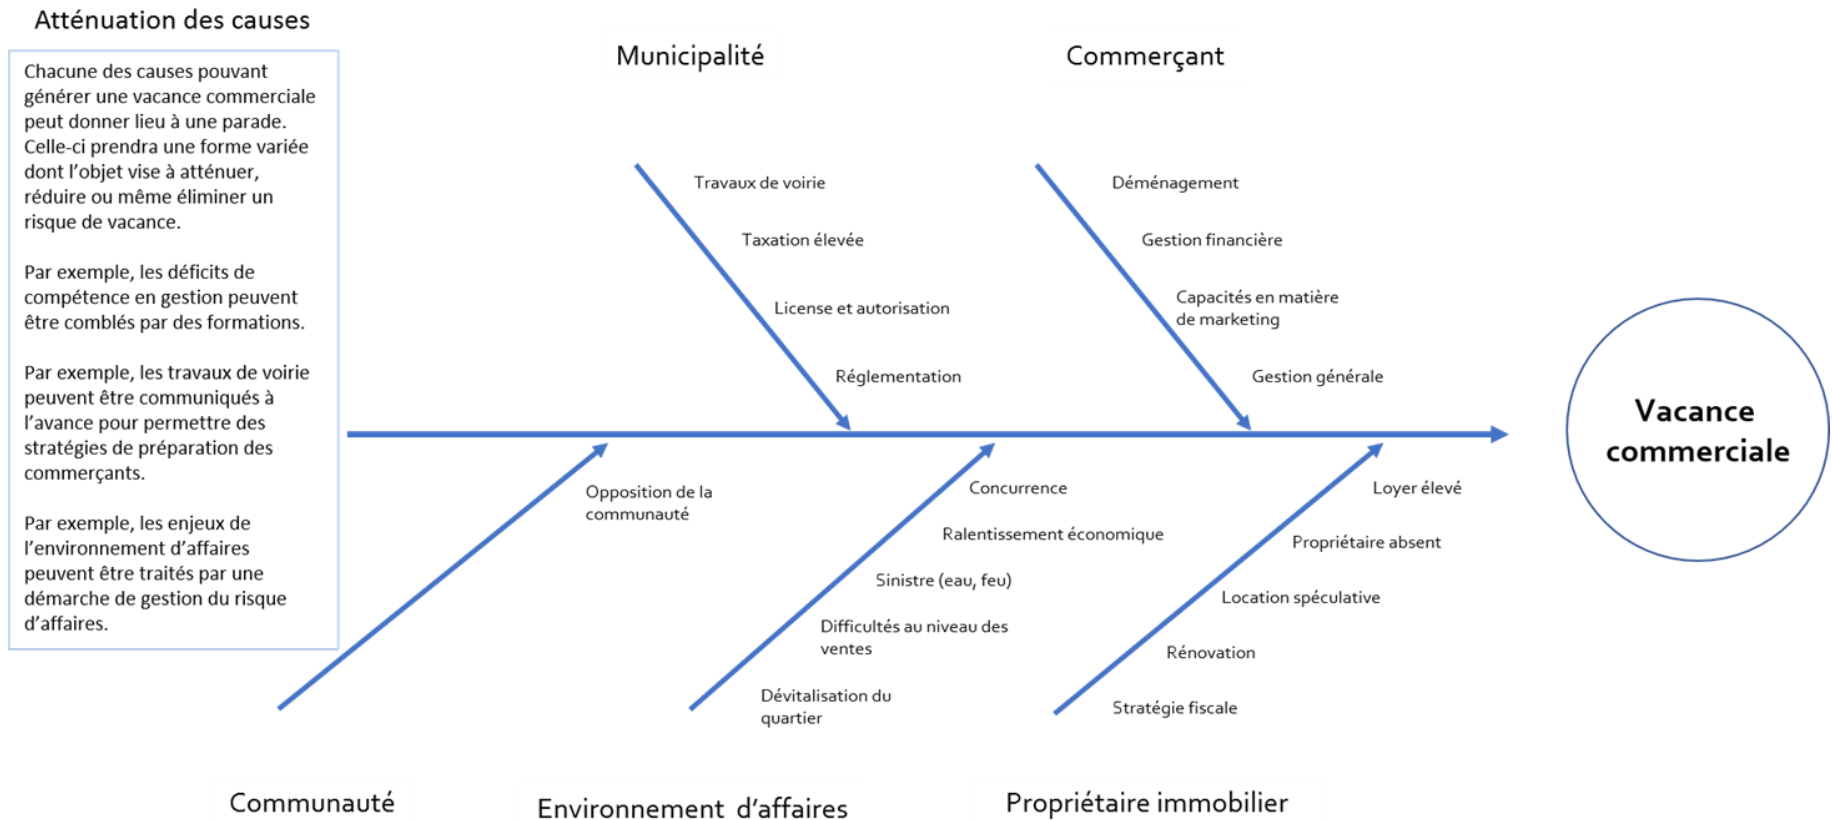 Atténuation des causes
Chacune des causes pouvant
générer une vacance commerciale
peut donner lieu à une parade.
Celle-ci prendra une forme variée
dont l’objet vise à atténuer,
réduire ou même éliminer un
risque de vacance.
Par exemple, les déficits de
compétence en gestion peuvent
être comblés par des formations.
Par exemple, les travaux de voirie
peuvent être communiqués à
l’avance pour permettre des
stratégies de préparation des
commerçants.
Par exemple, les enjeux de
l’environnement d’affaires
peuvent être traités par une
démarche de gestion du risque
d’affaires.
Municipalité
Travaux de voirie
Taxation élevée
License et autorisation
Réglementation
Commerçant
Déménagement
Gestion financière
Capacités en matière
de marketing
Gestion générale
Vacance
commerciale
Opposition de la
communauté
Communauté
Concurrence
Ralentissement économique
Sinistre (eau, feu)
Difficultés au niveau des
ventes
Dévitalisation du
quartier
Environnement d’affaires
Loyer élevé
Propriétaire absent
Location spéculative
Rénovation
Stratégie fiscale
Propriétaire immobilier